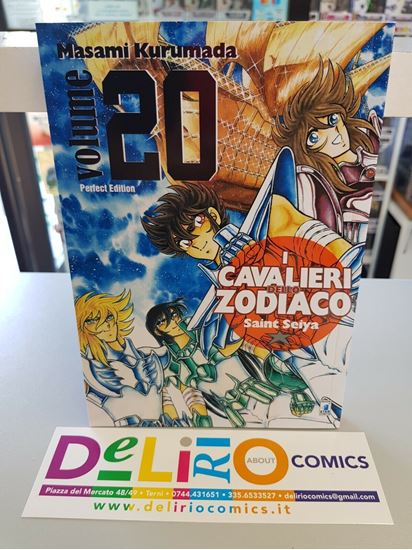 Masami Kurumada
volume
20
Perfect Edition
I
CAVALIERI
DELLO
ZODIACO
Saint Seiya
DeLiRiO
ABOUT
COMICS
Piazza del Mercato 48/49 • Terni • 0744.431651 • 335.6533527 • deliriocomics@gmail.com
www.deliriocomics.it